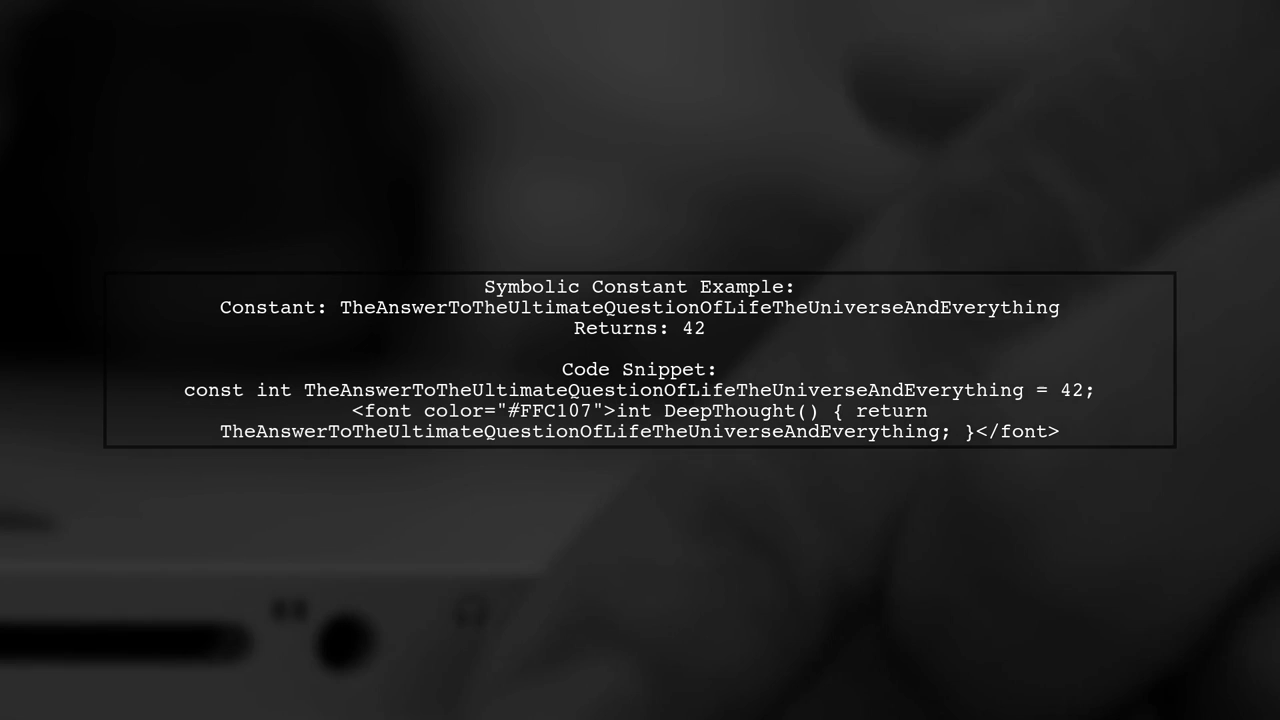 Symbolic Constant Example:
Constant: TheAnswerToTheUltimateQuestionOfLifeTheUniverseAndEverything
Returns: 42
Code Snippet:
const int TheAnswerToTheUltimateQuestionOfLifeTheUniverseAndEverything = 42;
<font color="#FFC107">int DeepThought() { return
TheAnswerToTheUltimateQuestionOfLifeTheUniverseAndEverything; }</font>